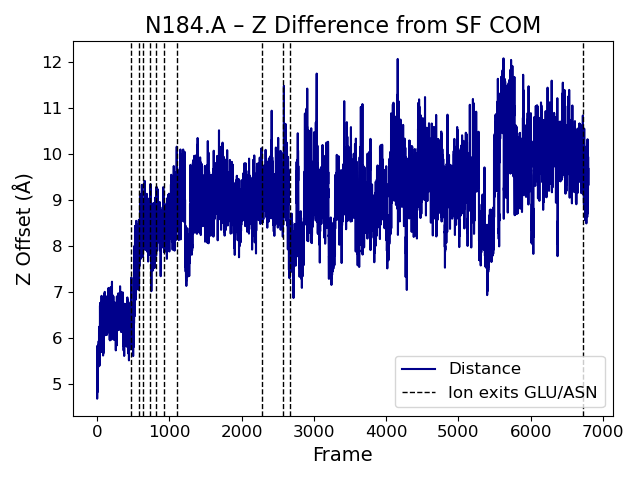 N184.A – Z Difference from SF COM
Z Offset (Å)
12
11
10
9
8
7
6
5
Distance
Ion exits GLU/ASN
0 1000 2000 3000 4000 5000 6000 7000
Frame